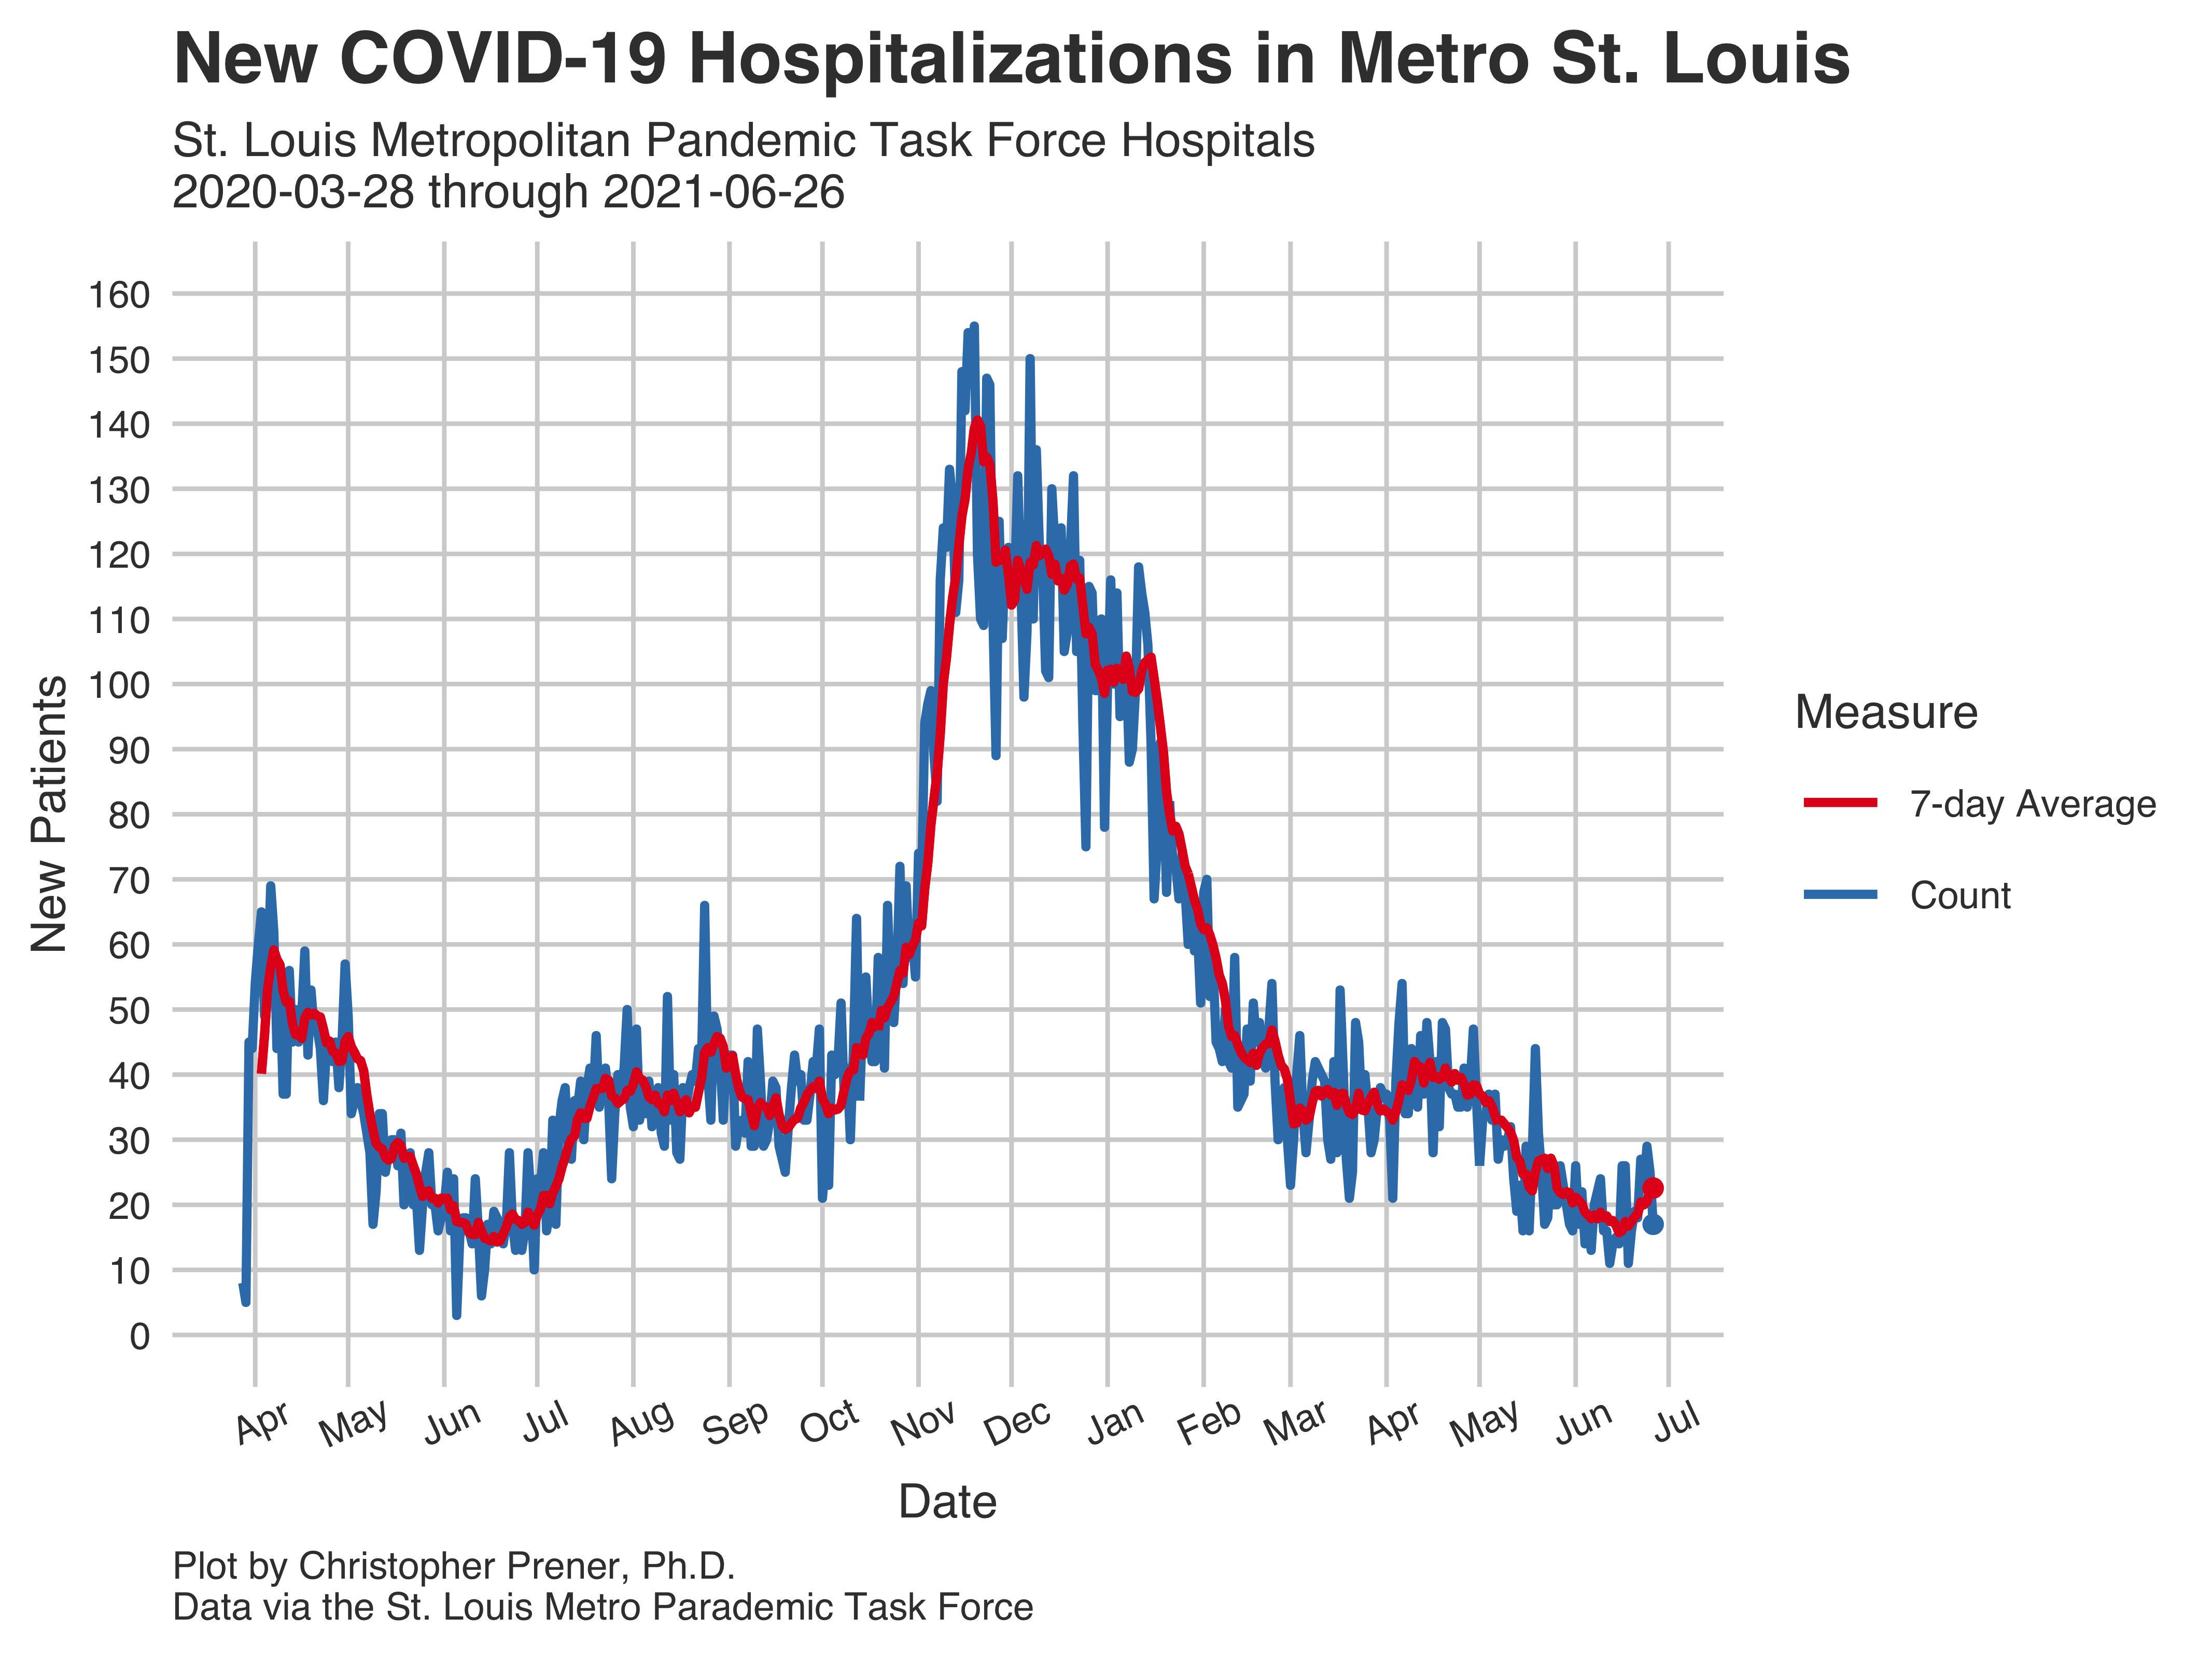 New COVID-19 Hospitalizations in Metro St. Louis
St. Louis Metropolitan Pandemic Task Force Hospitals
2020-03-28 through 2021-06-26
160
150
140
130
120
110
100
90
80
70
60
50
40
30
20
10
0
New Patients
Apr May Jun Jul Aug Sep Oct Nov Dec Jan Feb Mar Apr May Jun Jul
Date
Measure
7-day Average
Count
Plot by Christopher Prener, Ph.D.
Data via the St. Louis Metro Parademic Task Force